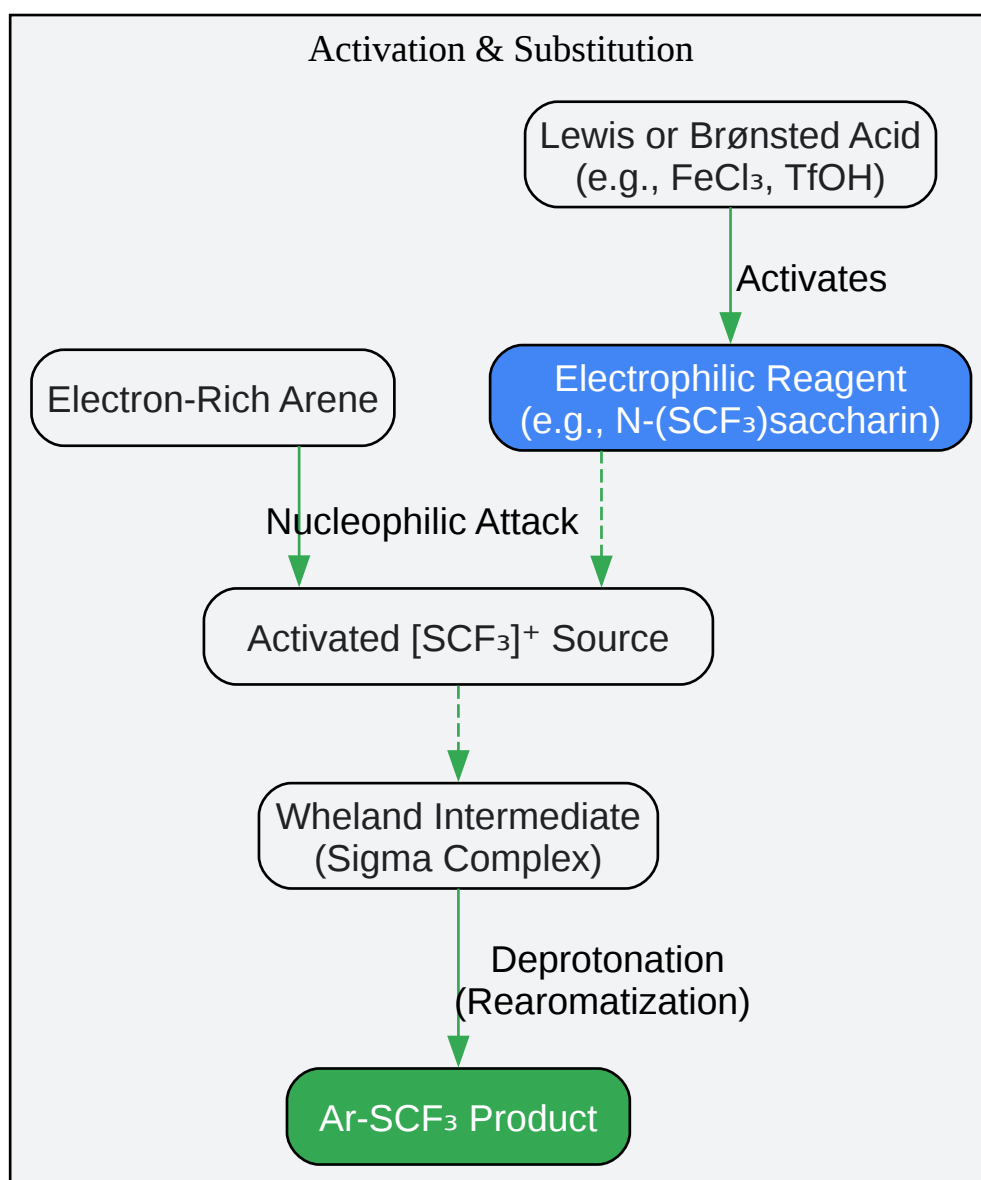 Activation & Substitution
Lewis or Brønsted Acid
(e.g., FeCl₃, TfOH)
Activates
Electron-Rich Arene
Electrophilic Reagent
(e.g., N-(SCF₃)saccharin)
Nucleophilic Attack
Activated [SCF₃]⁺ Source
Wheland Intermediate
(Sigma Complex)
Deprotonation
(Rearomatization)
Ar-SCF₃ Product